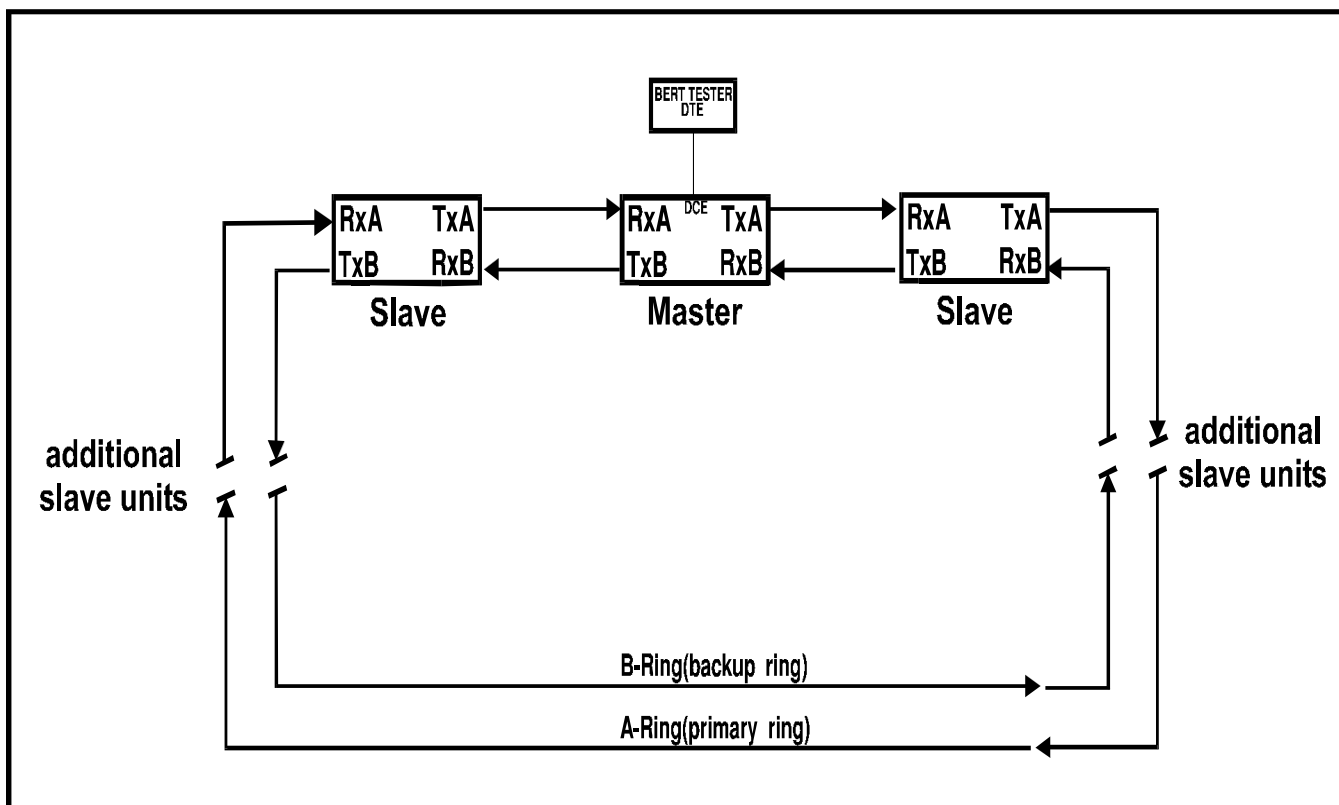 BERT TESTER
DTE
RxA TxA
TxB RxB
Slave
RxA DCE TxA
TxB RxB
Master
RxA TxA
TxB RxB
Slave
additional
slave units
additional
slave units
B-Ring(backup ring)
A-Ring(primary ring)